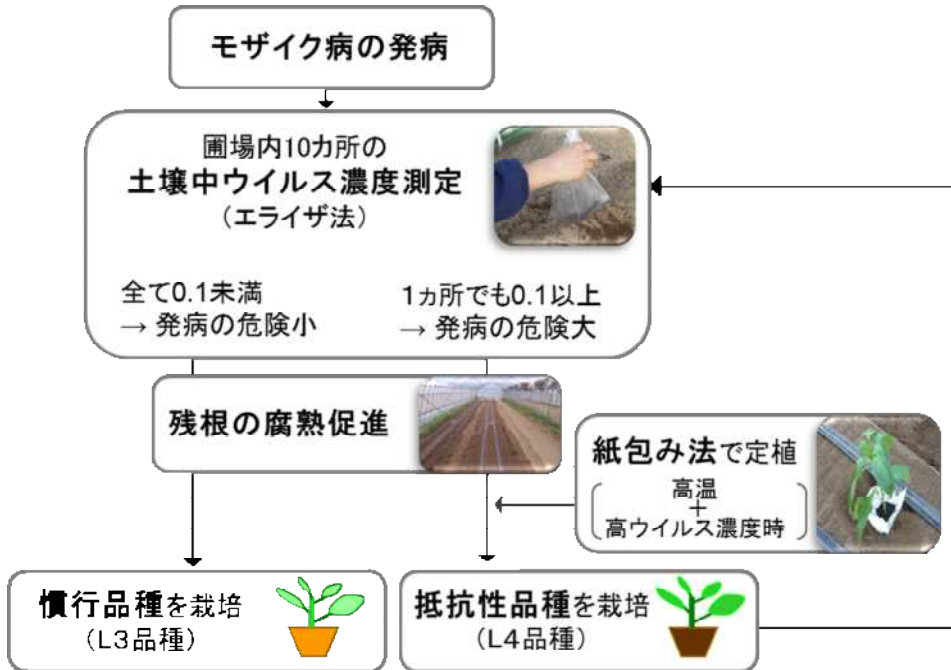 モザイク病の発病
圃場内10カ所の
土壌中ウイルス濃度測定
（エライザ法）
全て0.1未満
→ 発病の危険小
1ヵ所でも0.1以上
→ 発病の危険大
残根の腐熟促進
紙包み法で定植
高温
＋
高ウイルス濃度時
慣行品種を栽培
（L3品種）
抵抗性品種を栽培
（L4品種）